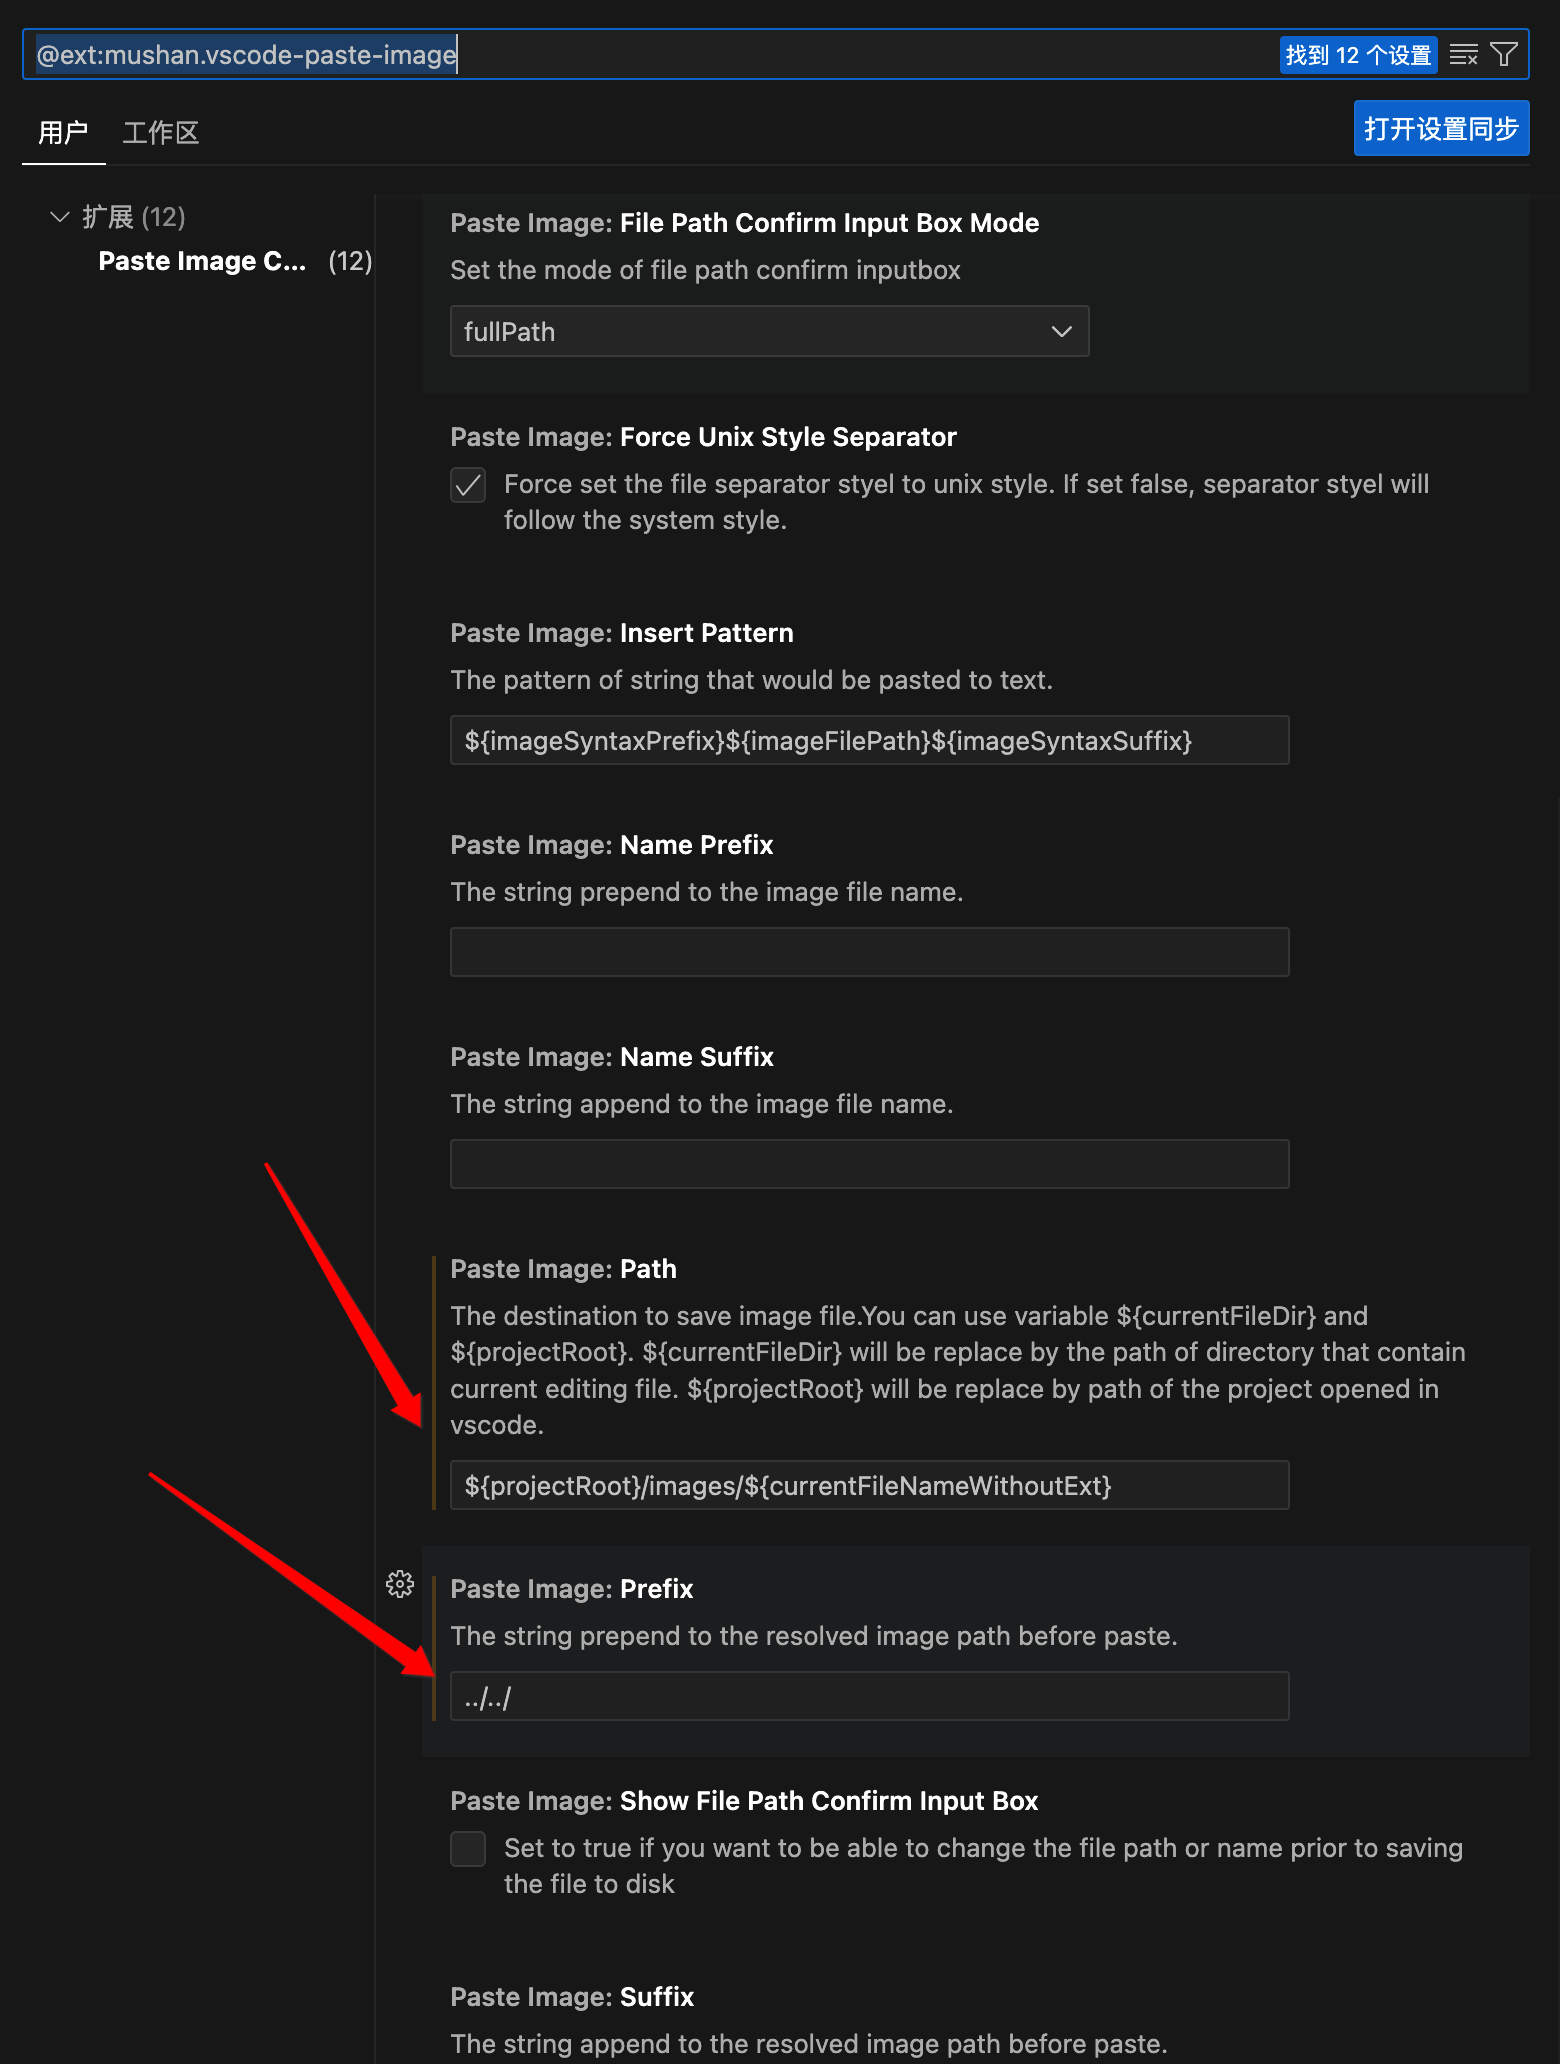 @ext:mushan.vscode-paste-image
找到 12 个设置
用户
工作区
打开设置同步
扩展 (12)
Paste Image C... (12)
Paste Image: File Path Confirm Input Box Mode
Set the mode of file path confirm inputbox
fullPath
Paste Image: Force Unix Style Separator
Force set the file separator styel to unix style. If set false, separator styel will
follow the system style.
Paste Image: Insert Pattern
The pattern of string that would be pasted to text.
${imageSyntaxPrefix}${imageFilePath}${imageSyntaxSuffix}
Paste Image: Name Prefix
The string prepend to the image file name.
Paste Image: Name Suffix
The string append to the image file name.
Paste Image: Path
The destination to save image file.You can use variable ${currentFileDir} and
${projectRoot}. ${currentFileDir} will be replace by the path of directory that contain
current editing file. ${projectRoot} will be replace by path of the project opened in
vscode.
${projectRoot}/images/${currentFileNameWithoutExt}
Paste Image: Prefix
The string prepend to the resolved image path before paste.
../../
Paste Image: Show File Path Confirm Input Box
Set to true if you want to be able to change the file path or name prior to saving
the file to disk
Paste Image: Suffix
The string append to the resolved image path before paste.